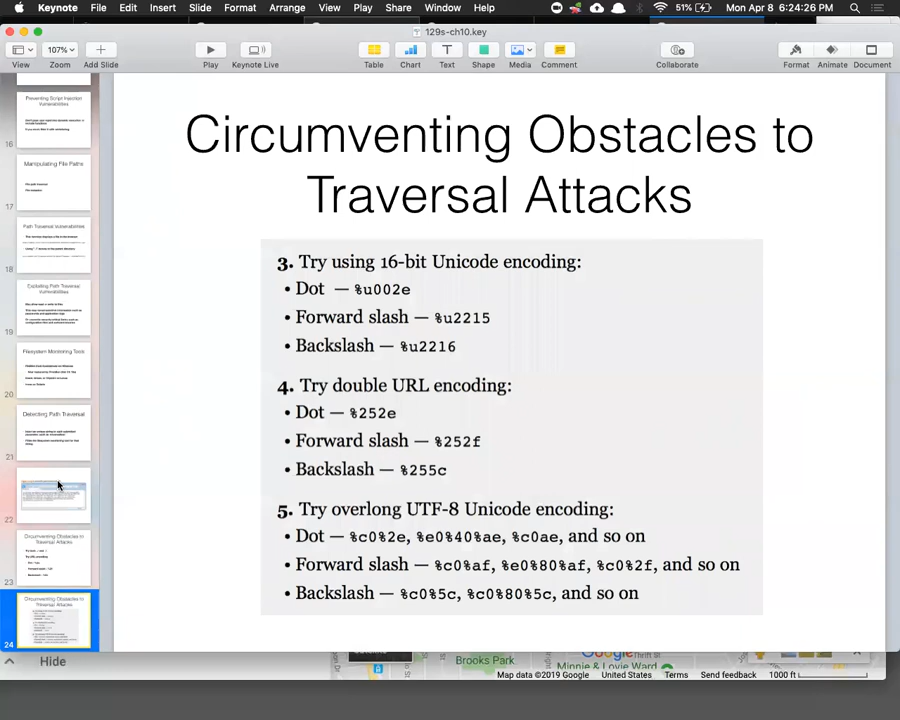 Keynote File Edit Insert Slide Format Arrange View Play Share Window Help 51% Mon Apr 8 6:24:26 PM
129s-ch10.key
107%
View Zoom Add Slide Play Keynote Live Table Chart Text Shape Media Comment Collaborate Format Animate Document
Preventing Script Injection
Vulnerabilities
16
Manipulating File Paths
17
Path Traversal Vulnerabilities
18
Exploiting Path Traversal
Vulnerabilities
19
Filesystem Monitoring Tools
20
Detecting Path Traversal
21
22
Circumventing Obstacles to
Traversal Attacks
23
Circumventing Obstacles to
Traversal Attacks
24
Circumventing Obstacles to
Traversal Attacks
3. Try using 16-bit Unicode encoding:
• Dot — %u002e
• Forward slash — %u2215
• Backslash — %u2216
4. Try double URL encoding:
• Dot — %252e
• Forward slash — %252f
• Backslash — %255c
5. Try overlong UTF-8 Unicode encoding:
• Dot — %c0%2e, %e0%40%ae, %c0ae, and so on
• Forward slash — %c0%af, %e0%80%af, %c0%2f, and so on
• Backslash — %c0%5c, %c0%80%5c, and so on
Hide
Brooks Park
Google
Minnie & Lovie Ward
Map data ©2019 Google United States Terms Send feedback 1000 ft